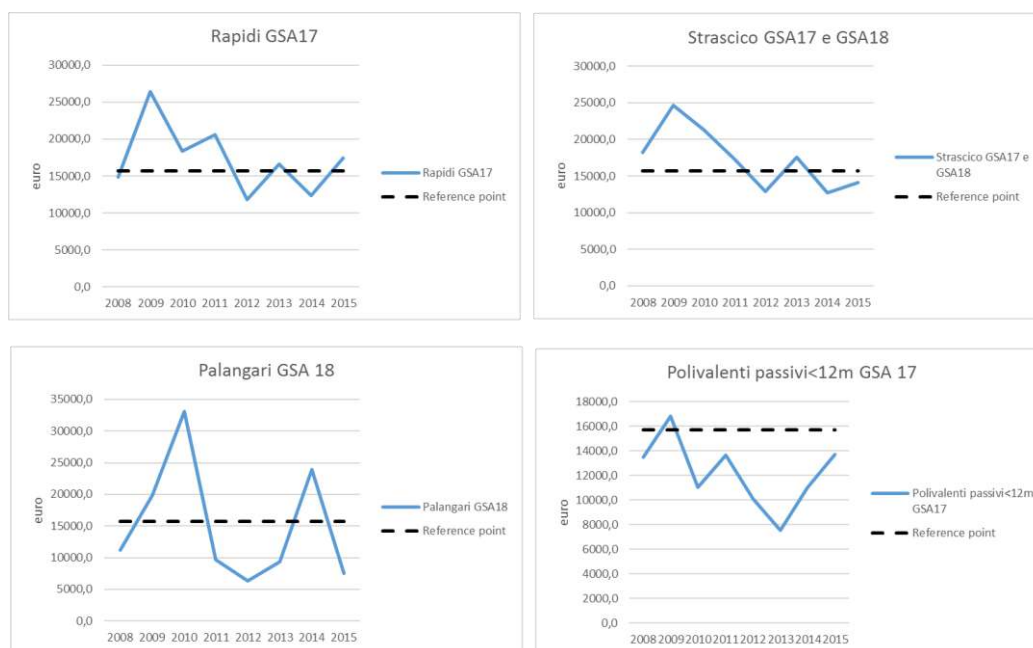 Rapidi GSA17
30000,0
25000,0
20000,0
15000,0
10000,0
5000,0
0,0
euro
2008 2009 2010 2011 2012 2013 2014 2015
Rapidi GSA17
Reference point
Strascico GSA17 e GSA18
30000,0
25000,0
20000,0
15000,0
10000,0
5000,0
0,0
euro
2008 2009 2010 2011 2012 2013 2014 2015
Strascico GSA17 e
GSA18
Reference point
Palangari GSA 18
35000,0
30000,0
25000,0
20000,0
15000,0
10000,0
5000,0
0,0
euro
2008 2009 2010 2011 2012 2013 2014 2015
Palangari GSA18
Reference point
Polivalenti passivi<12m GSA 17
18000,0
16000,0
14000,0
12000,0
10000,0
8000,0
6000,0
4000,0
2000,0
0,0
euro
2008 2009 2010 2011 2012 2013 2014 2015
Polivalenti passivi<12m
GSA17
Reference point